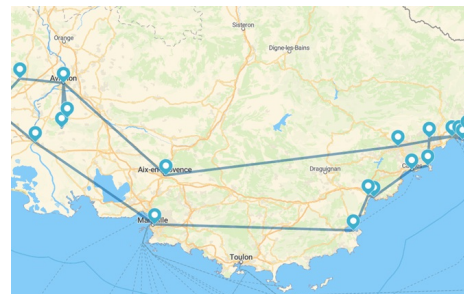 Sisteron
Orange
Digne-les-Bains
Avignon
Aix-en-Provence
Draguignan
Marseille
Toulon